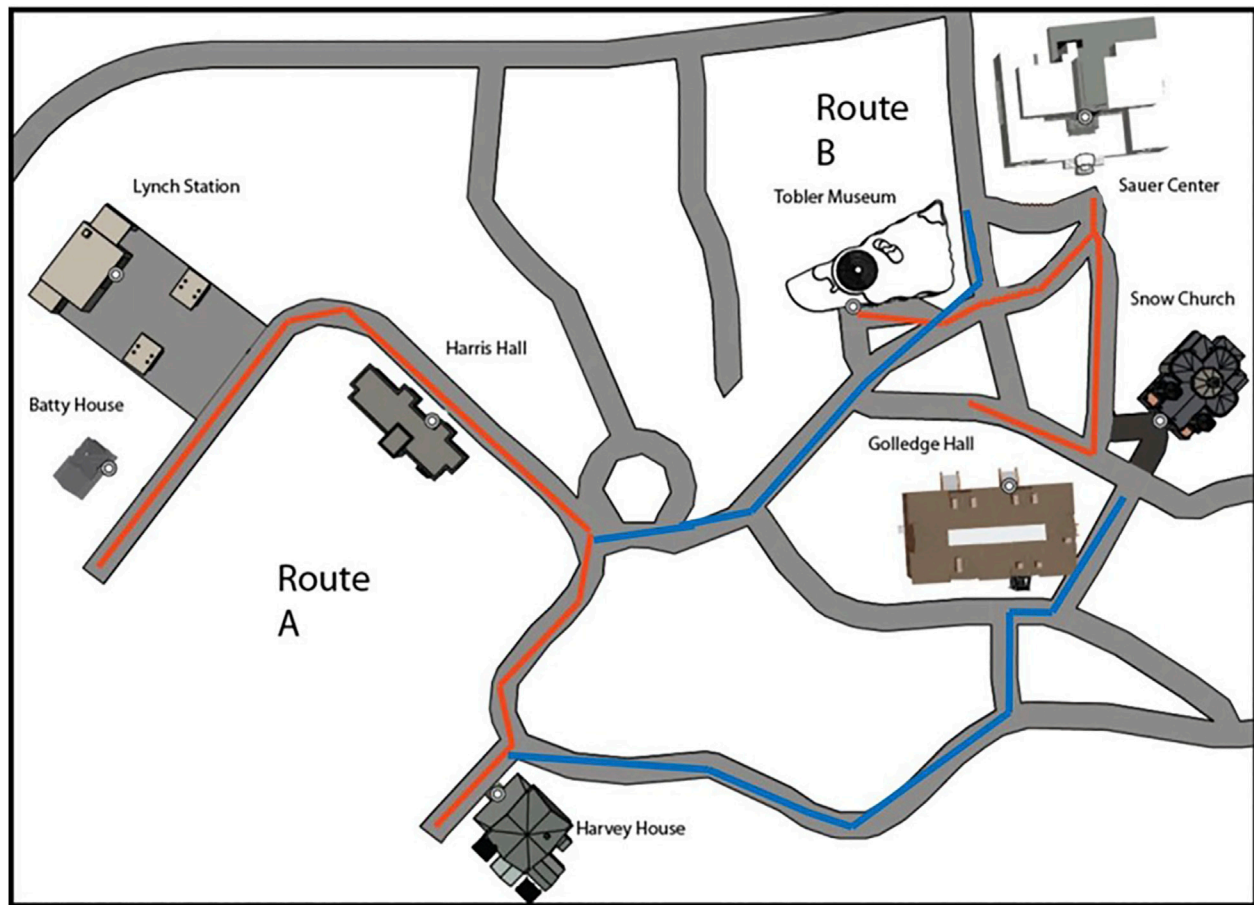 Route
B
Lynch Station
Tobler Museum
Sauer Center
Snow Church
Harris Hall
Batty House
Golledge Hall
Route
A
Harvey House